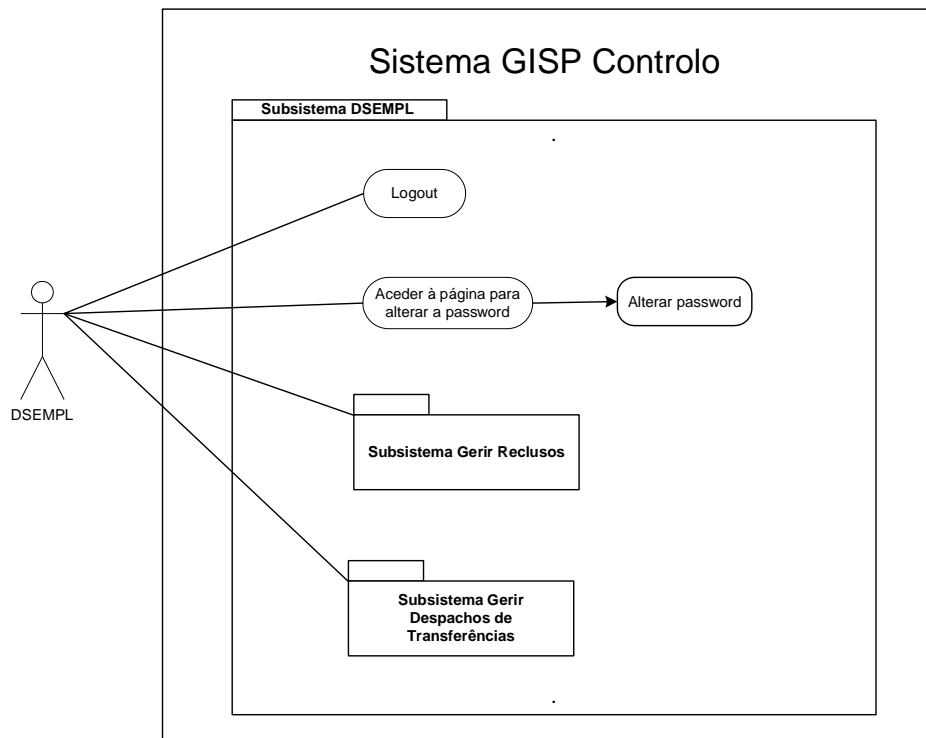 Sistema GISP Controlo
Subsistema DSEMPL
.
Logout
Aceder à página para
alterar a password
Alterar password
DSEMPL
Subsistema Gerir Reclusos
Subsistema Gerir
Despachos de
Transferências
.